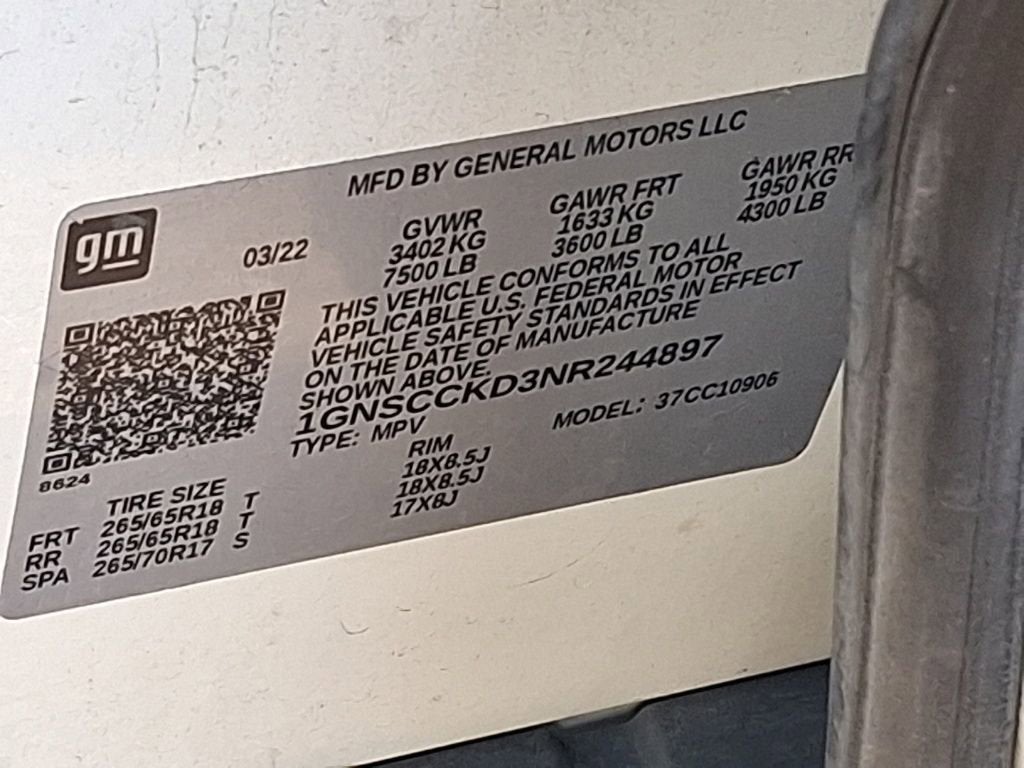 MFD BY GENERAL MOTORS LLC
gm
03/22
GVWR GAWR FRT GAWR RR
3402 KG 1633 KG 1950 KG
7500 LB 3600 LB 4300 LB
THIS VEHICLE CONFORMS TO ALL
APPLICABLE U.S. FEDERAL MOTOR
VEHICLE SAFETY STANDARDS IN EFFECT
ON THE DATE OF MANUFACTURE
SHOWN ABOVE.
1GNSCCKD3NR244897
TYPE: MPV MODEL: 37CC10906
8624
TIRE SIZE RIM
FRT 265/65R18 T 18X8.5J
RR 265/65R18 T 18X8.5J
SPA 265/70R17 S 17X8J